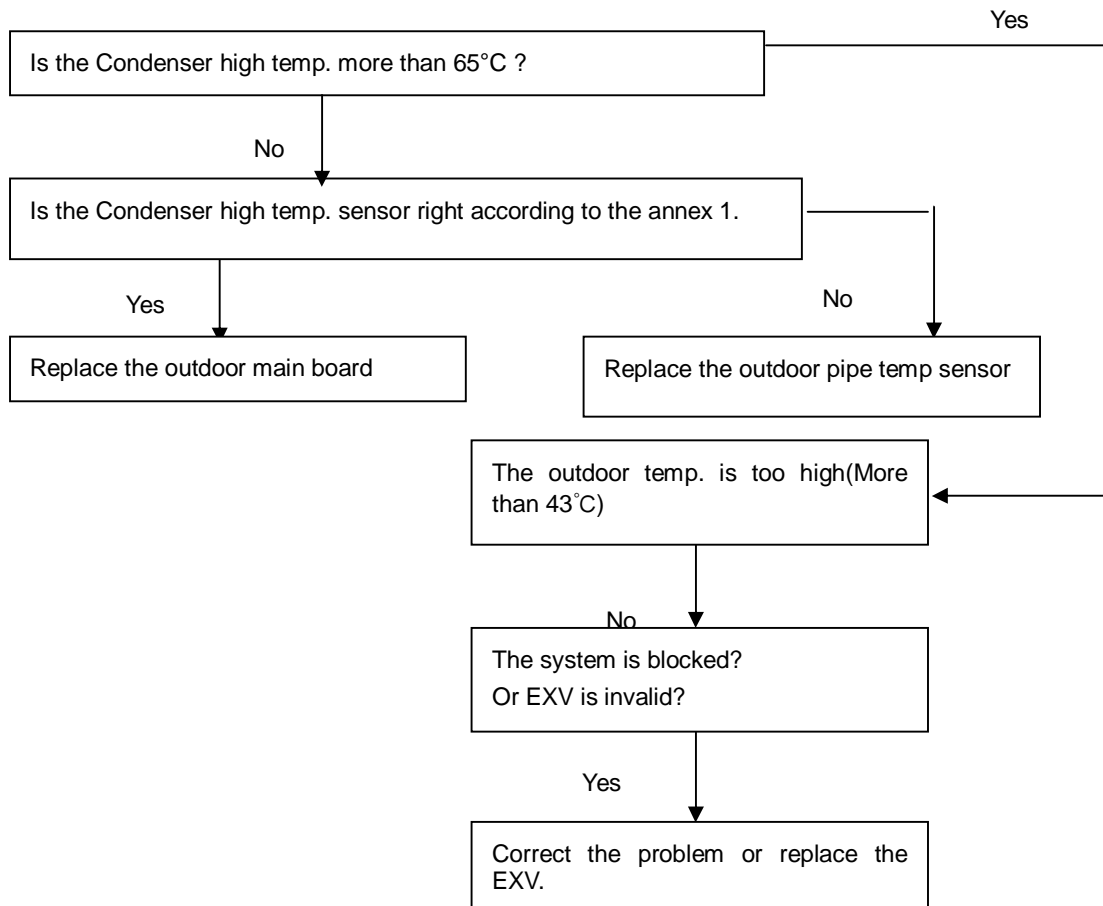 Yes
Is the Condenser high temp. more than 65°C ?
No
Is the Condenser high temp. sensor right according to the annex 1.
Yes
No
Replace the outdoor main board
Replace the outdoor pipe temp sensor
The outdoor temp. is too high(More
than 43℃)
No
The system is blocked?
Or EXV is invalid?
Yes
Correct the problem or replace the
EXV.